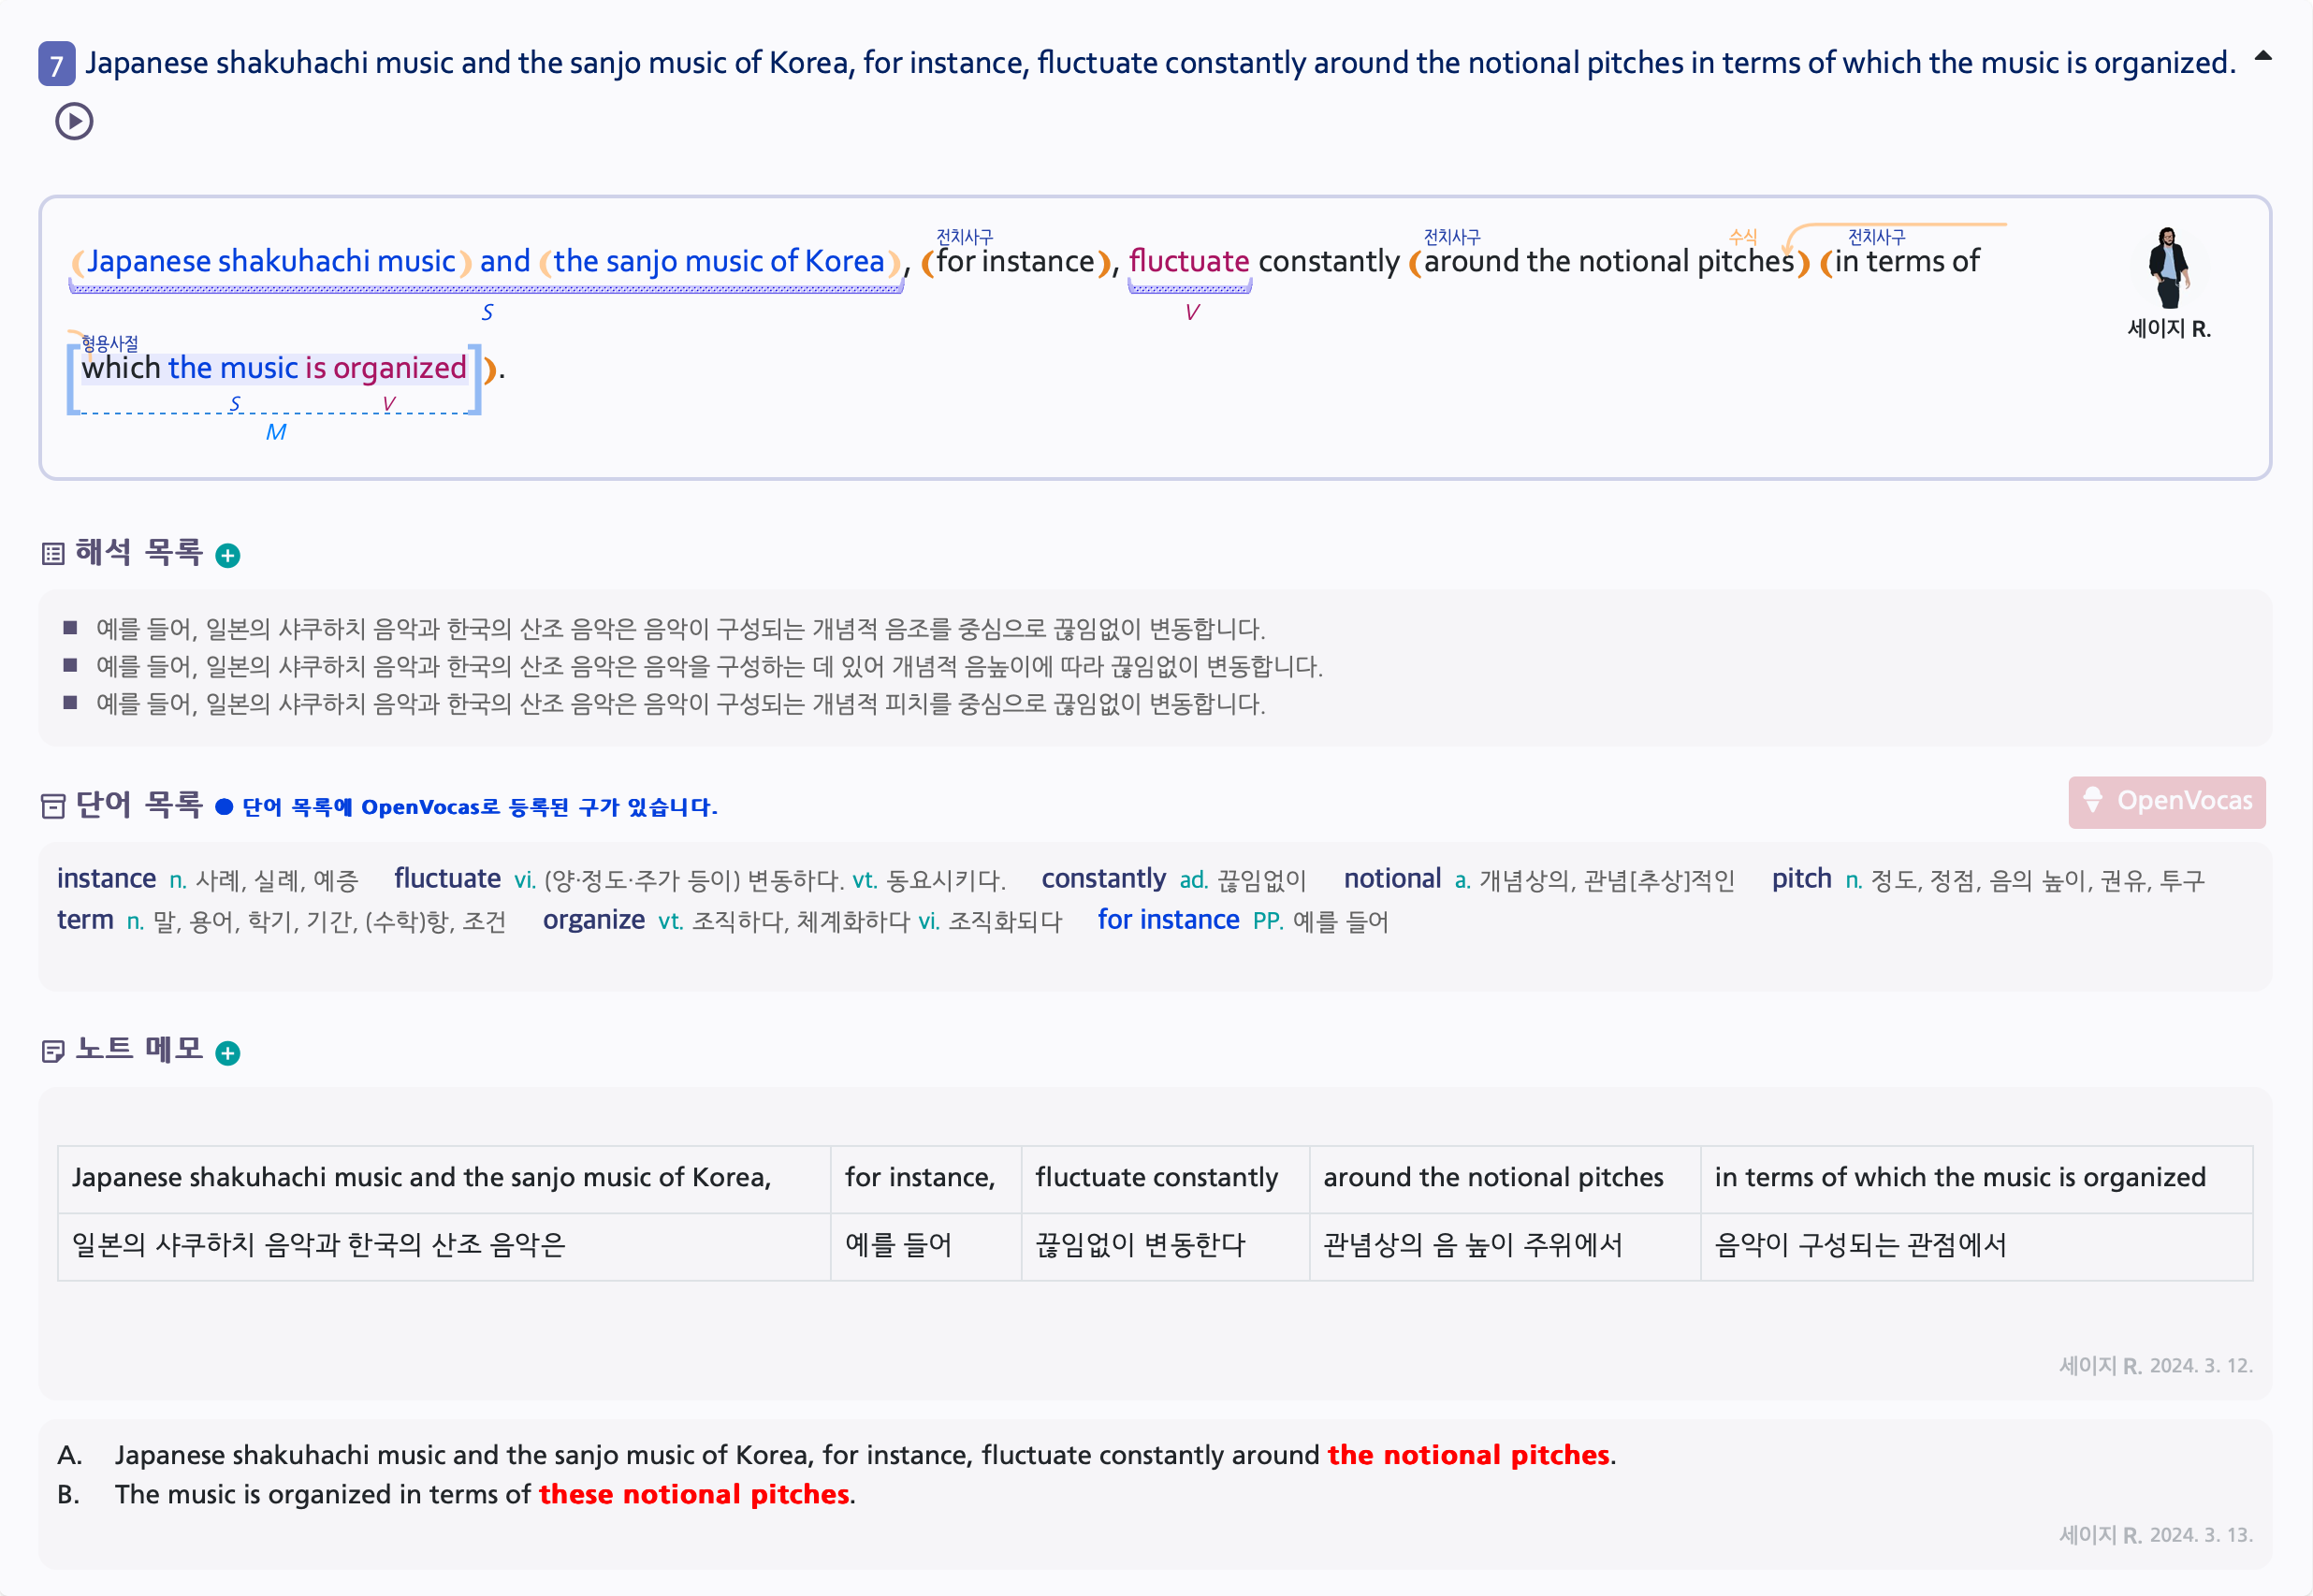 7 Japanese shakuhachi music and the sanjo music of Korea, for instance, fluctuate constantly around the notional pitches in terms of which the music is organized.
전치사구 전치사구 수식 전치사구
(Japanese shakuhachi music) and (the sanjo music of Korea), (for instance), fluctuate constantly (around the notional pitches) (in terms of
S V
세이지 R.
형용사절
[which the music is organized]).
S V
M
해석 목록
■ 예를 들어, 일본의 샤쿠하치 음악과 한국의 산조 음악은 음악이 구성되는 개념적 음조를 중심으로 끊임없이 변동합니다.
■ 예를 들어, 일본의 샤쿠하치 음악과 한국의 산조 음악은 음악을 구성하는 데 있어 개념적 음높이에 따라 끊임없이 변동합니다.
■ 예를 들어, 일본의 샤쿠하치 음악과 한국의 산조 음악은 음악이 구성되는 개념적 피치를 중심으로 끊임없이 변동합니다.
단어 목록 ● 단어 목록에 OpenVocas로 등록된 구가 있습니다. OpenVocas
instance n. 사례, 실례, 예증 fluctuate vi. (양·정도·주가 등이) 변동하다. vt. 동요시키다. constantly ad. 끊임없이 notional a. 개념상의, 관념[추상]적인 pitch n. 정도, 정점, 음의 높이, 권유, 투구
term n. 말, 용어, 학기, 기간, (수학)항, 조건 organize vt. 조직하다, 체계화하다 vi. 조직화되다 for instance PP. 예를 들어
노트 메모
Japanese shakuhachi music and the sanjo music of Korea, for instance, fluctuate constantly around the notional pitches in terms of which the music is organized
일본의 샤쿠하치 음악과 한국의 산조 음악은 예를 들어 끊임없이 변동한다 관념상의 음 높이 주위에서 음악이 구성되는 관점에서
세이지 R. 2024. 3. 12.
A. Japanese shakuhachi music and the sanjo music of Korea, for instance, fluctuate constantly around the notional pitches.
B. The music is organized in terms of these notional pitches.
세이지 R. 2024. 3. 13.